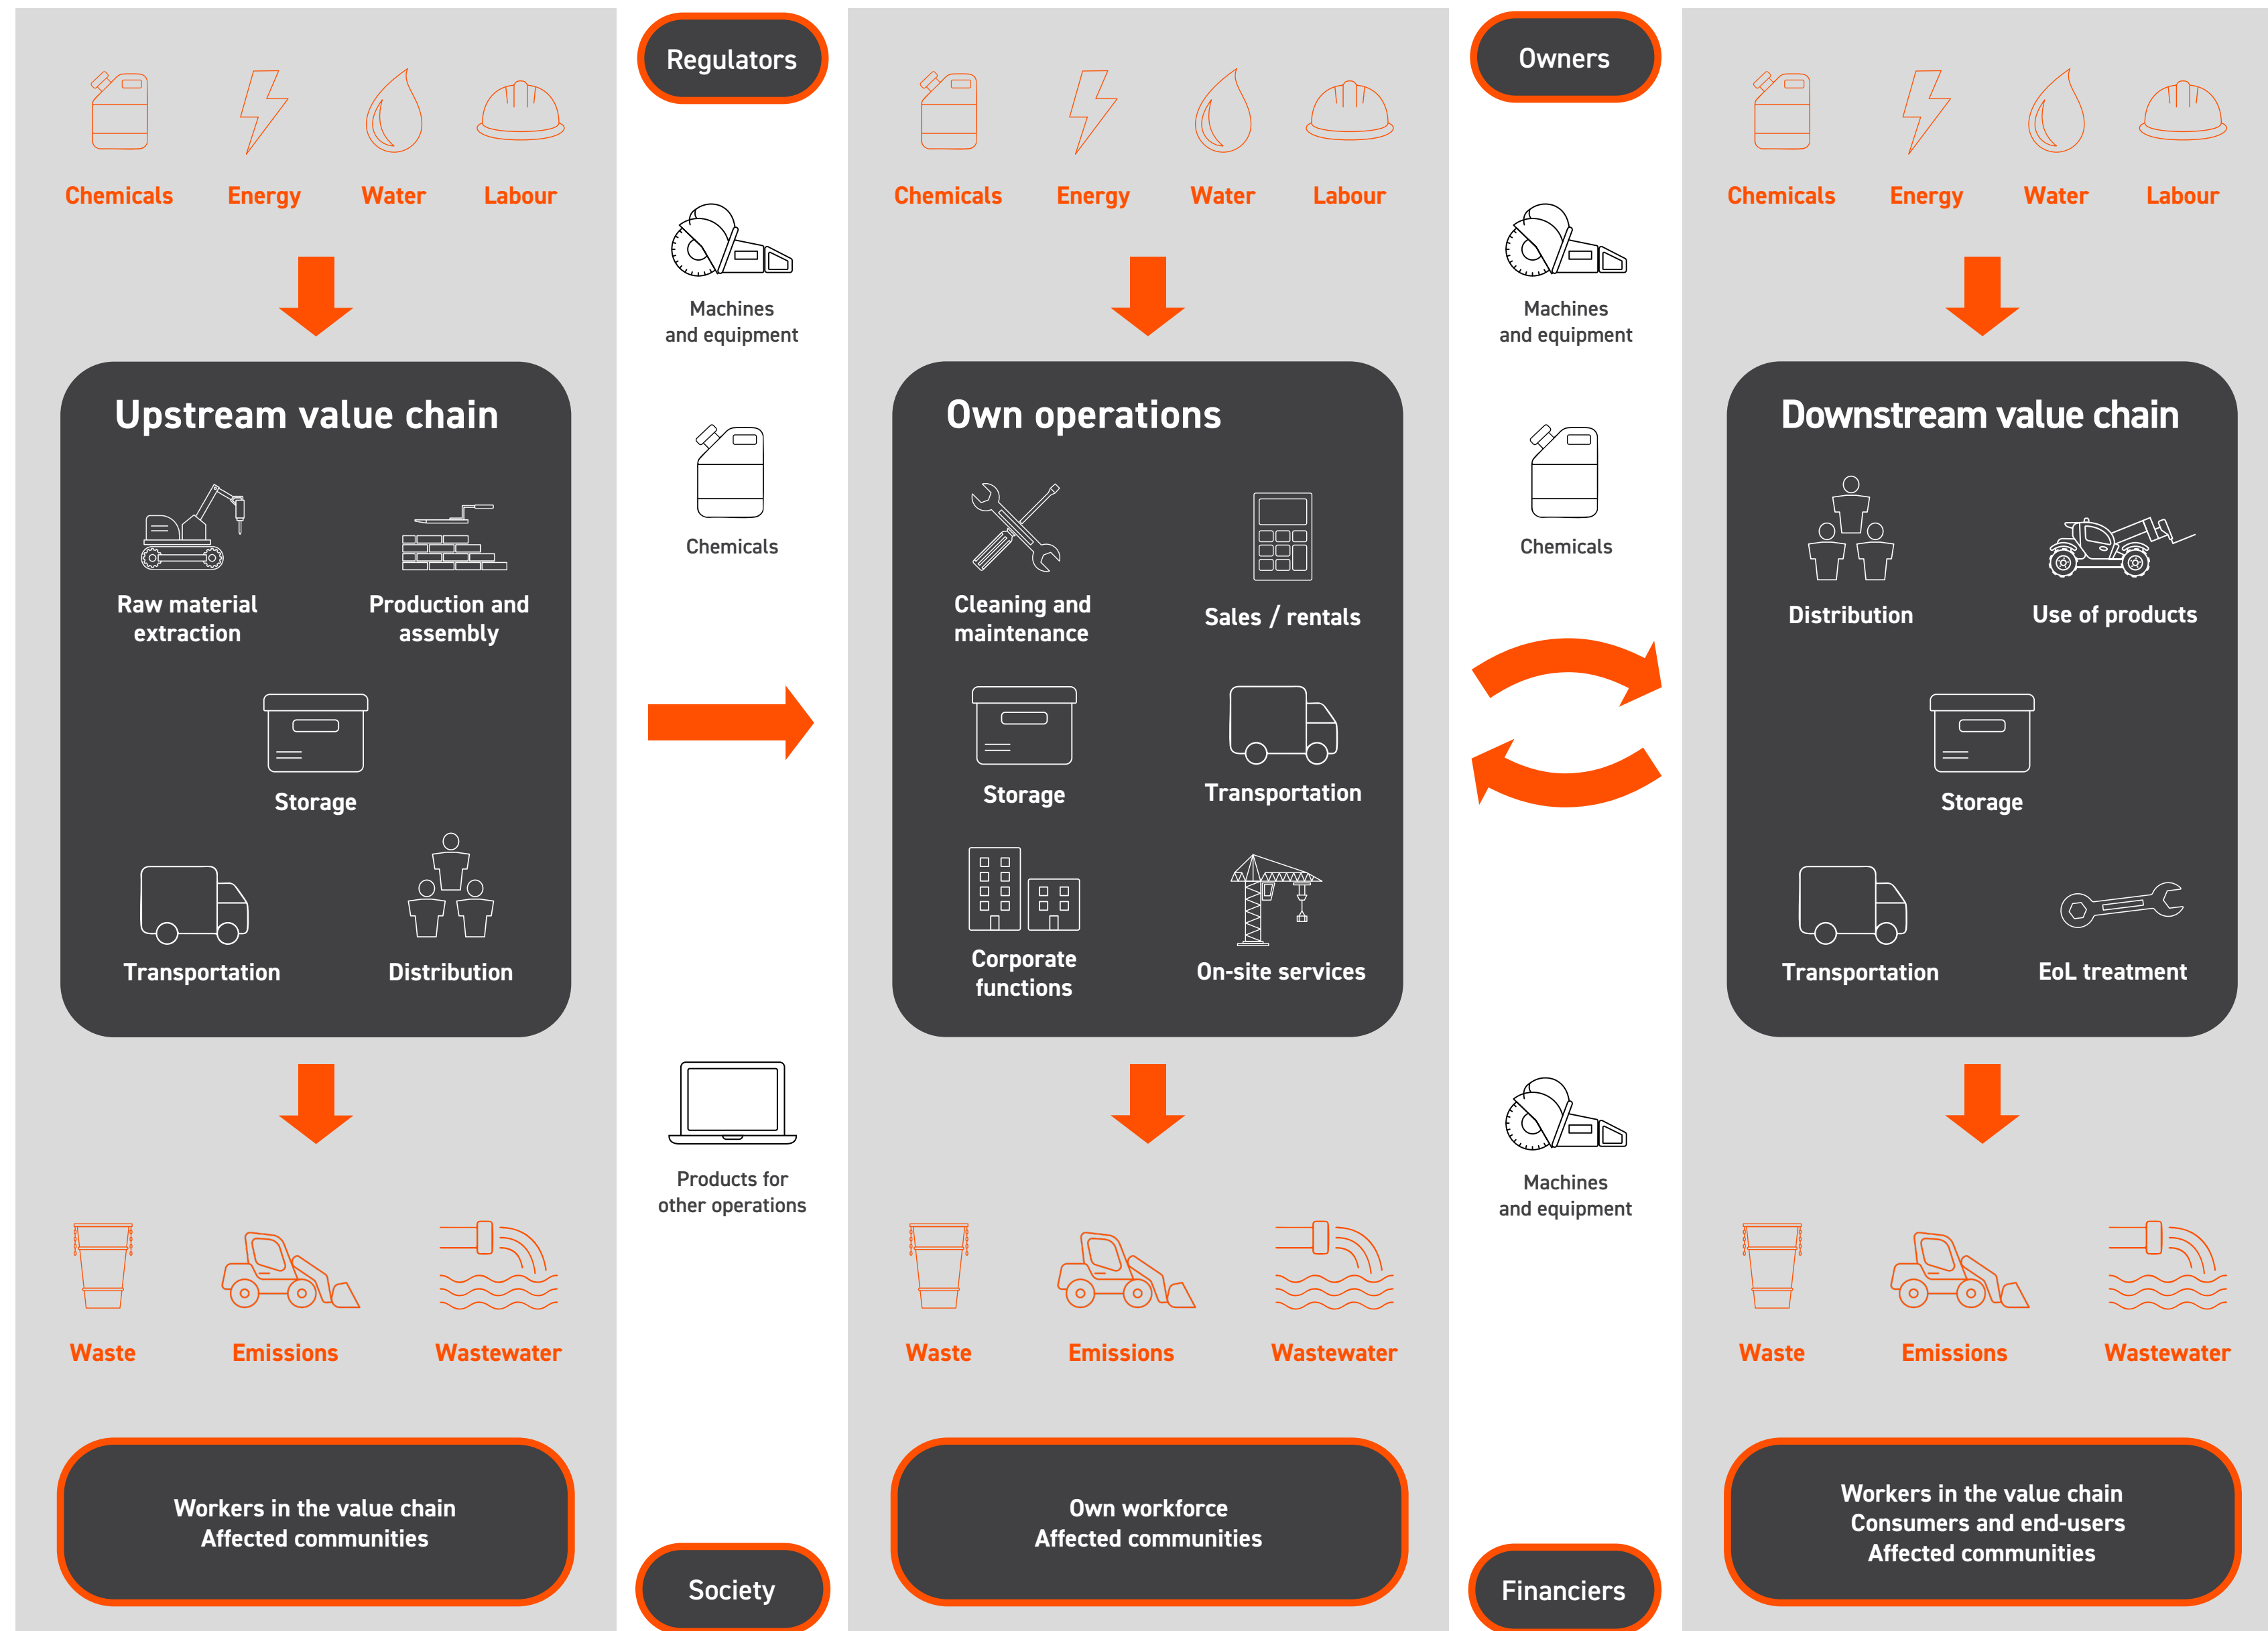 Chemicals
Energy
Water
Labour
Upstream value chain
Raw material
extraction
Production and
assembly
Storage
Transportation
Distribution
Waste
Emissions
Wastewater
Workers in the value chain
Affected communities
Regulators
Machines
and equipment
Chemicals
Products for
other operations
Society
Chemicals
Energy
Water
Labour
Own operations
Cleaning and
maintenance
Sales / rentals
Storage
Transportation
Corporate
functions
On-site services
Waste
Emissions
Wastewater
Own workforce
Affected communities
Owners
Machines
and equipment
Chemicals
Machines
and equipment
Financiers
Chemicals
Energy
Water
Labour
Downstream value chain
Distribution
Use of products
Storage
Transportation
EoL treatment
Waste
Emissions
Wastewater
Workers in the value chain
Consumers and end-users
Affected communities